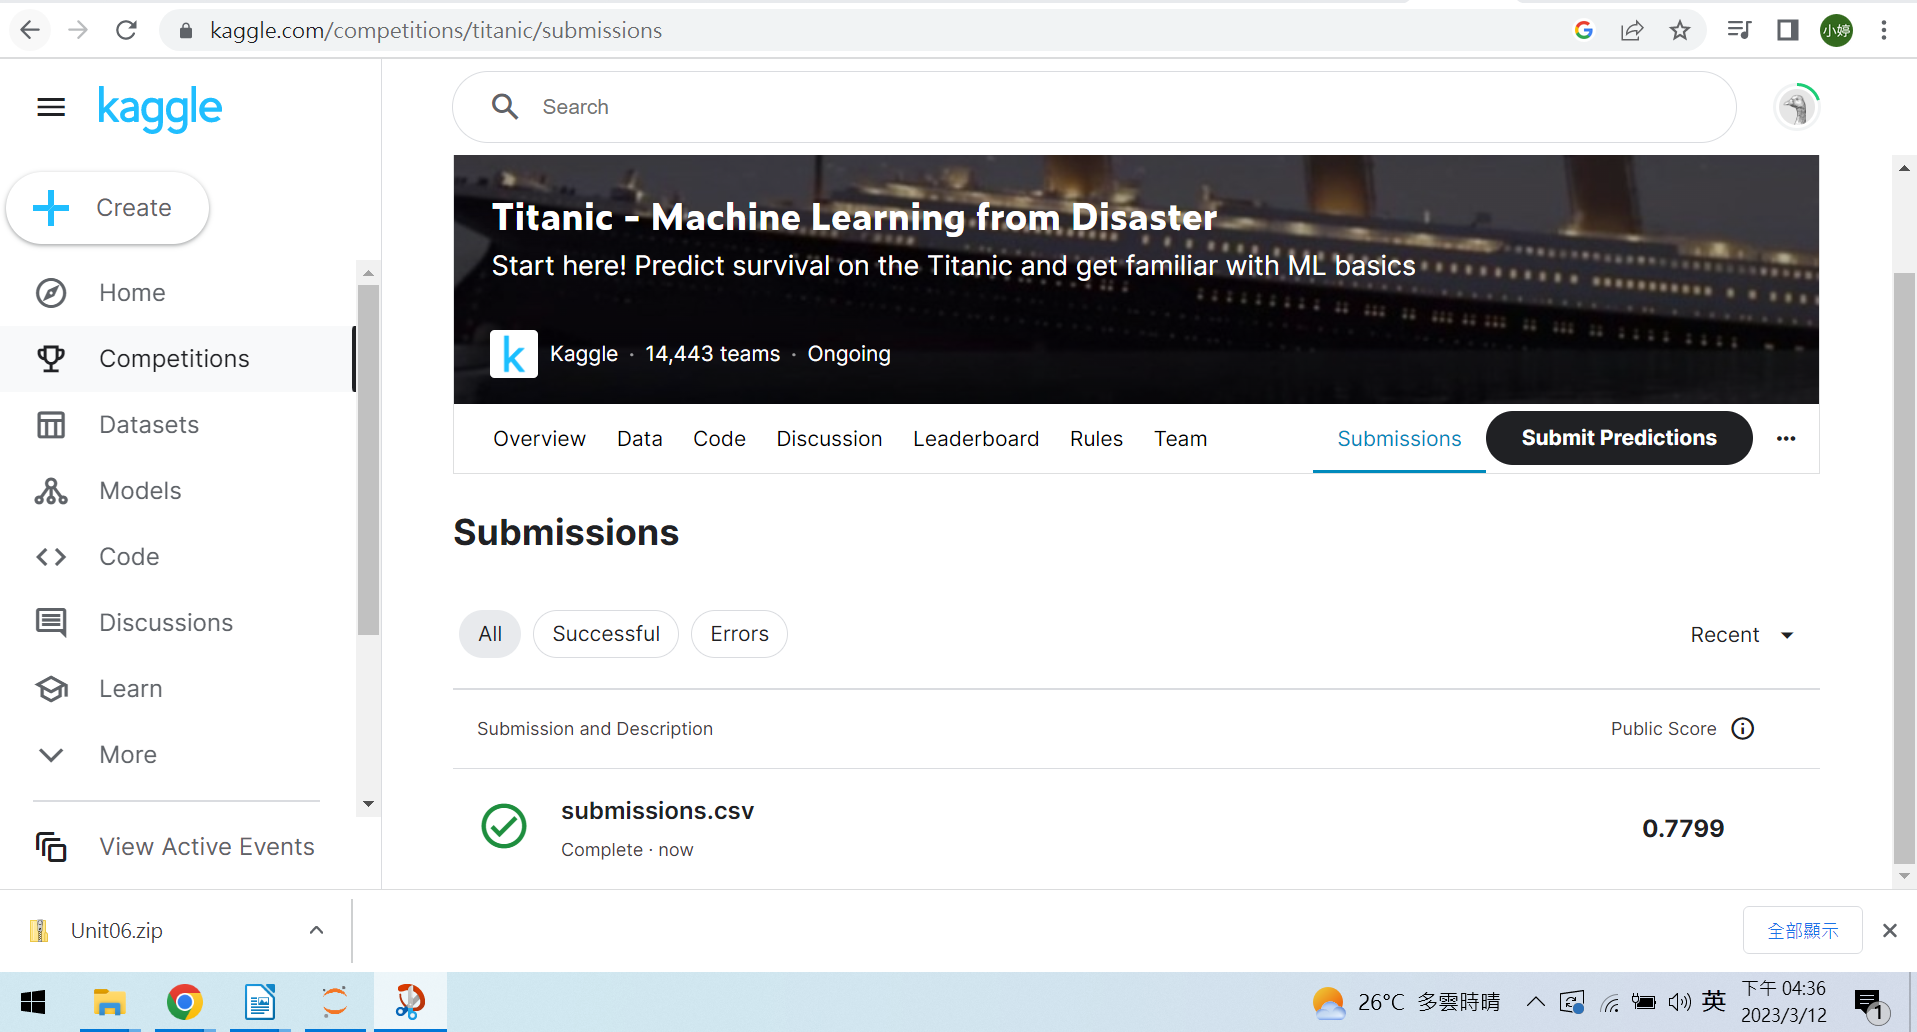 kaggle.com/competitions/titanic/submissions
小婷
kaggle
Search
Create
Home
Competitions
Datasets
Models
Code
Discussions
Learn
More
View Active Events
Titanic - Machine Learning from Disaster
Start here! Predict survival on the Titanic and get familiar with ML basics
k
Kaggle · 14,443 teams · Ongoing
Overview Data Code Discussion Leaderboard Rules Team Submissions Submit Predictions
Submissions
All Successful Errors Recent
Submission and Description Public Score
submissions.csv
Complete · now
0.7799
Unit06.zip
全部顯示
26°C 多雲時晴
英
下午 04:36
2023/3/12
1